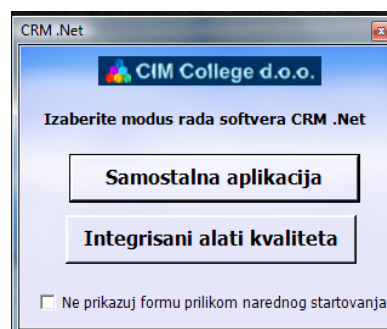 CRM .Net
CIM College d.o.o.
Izaberite modus rada softvera CRM .Net
Samostalna aplikacija
Integrisani alati kvaliteta
Ne prikazuj formu prilikom narednog startovanja